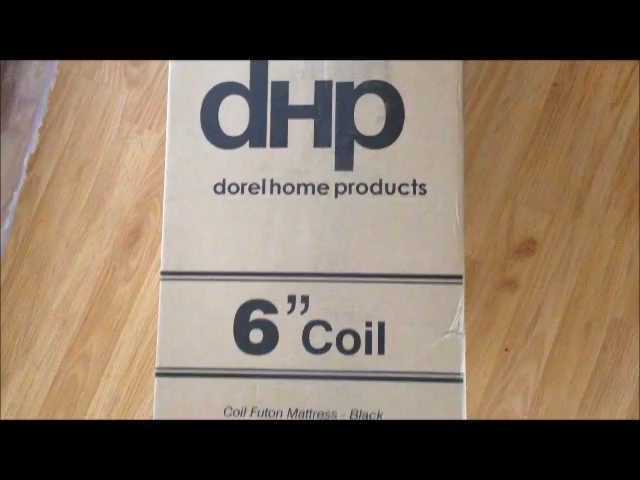 dHp
dorel home products
6” Coil
Coil Futon Mattress - Black